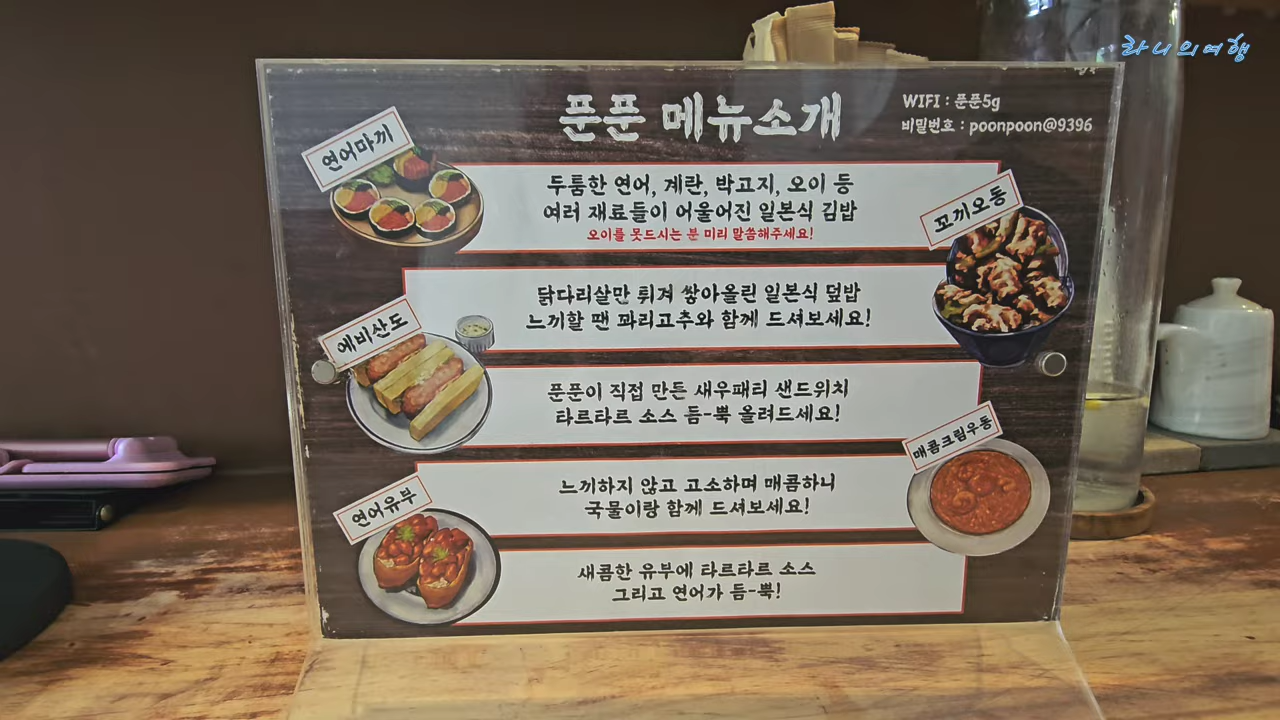 라니의여행
푼푼 메뉴소개
WIFI : 푼푼5g
비밀번호 : poonpoon@9396
연어마끼
두툼한 연어, 계란, 박고지, 오이 등
여러 재료들이 어울어진 일본식 김밥
오이를 못드시는 분 미리 말씀해주세요!
꼬끼오동
닭다리살만 튀겨 쌓아올린 일본식 덮밥
느끼할 땐 꽈리고추와 함께 드셔보세요!
에비산도
푼푼이 직접 만든 새우패티 샌드위치
타르타르 소스 듬-뿍 올려드세요!
매콤크림우동
느끼하지 않고 고소하며 매콤하니
국물이랑 함께 드셔보세요!
연어유부
새콤한 유부에 타르타르 소스
그리고 연어가 듬-뿍!